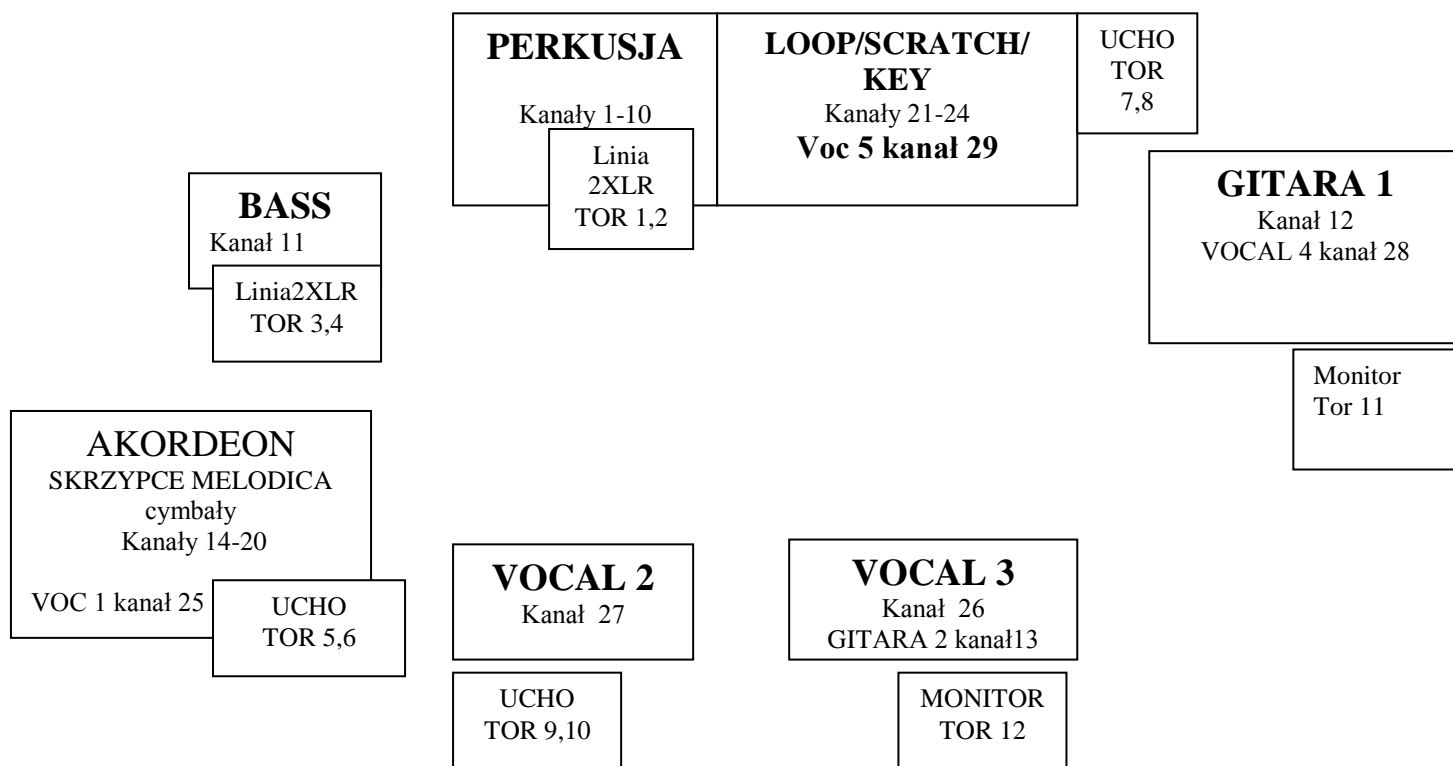 PERKUSJA
Kanały 1-10
Linia
2XLR
TOR 1,2
LOOP/SCRATCH/
KEY
Kanały 21-24
Voc 5 kanał 29
UCHO
TOR
7,8
BASS
Kanał 11
Linia2XLR
TOR 3,4
GITARA 1
Kanał 12
VOCAL 4 kanał 28
Monitor
Tor 11
AKORDEON
SKRZYPCE MELODICA
cymbały
Kanały 14-20
VOC 1 kanał 25
UCHO
TOR 5,6
VOCAL 2
Kanał  27
UCHO
TOR 9,10
VOCAL 3
Kanał  26
GITARA 2 kanał13
MONITOR
TOR 12